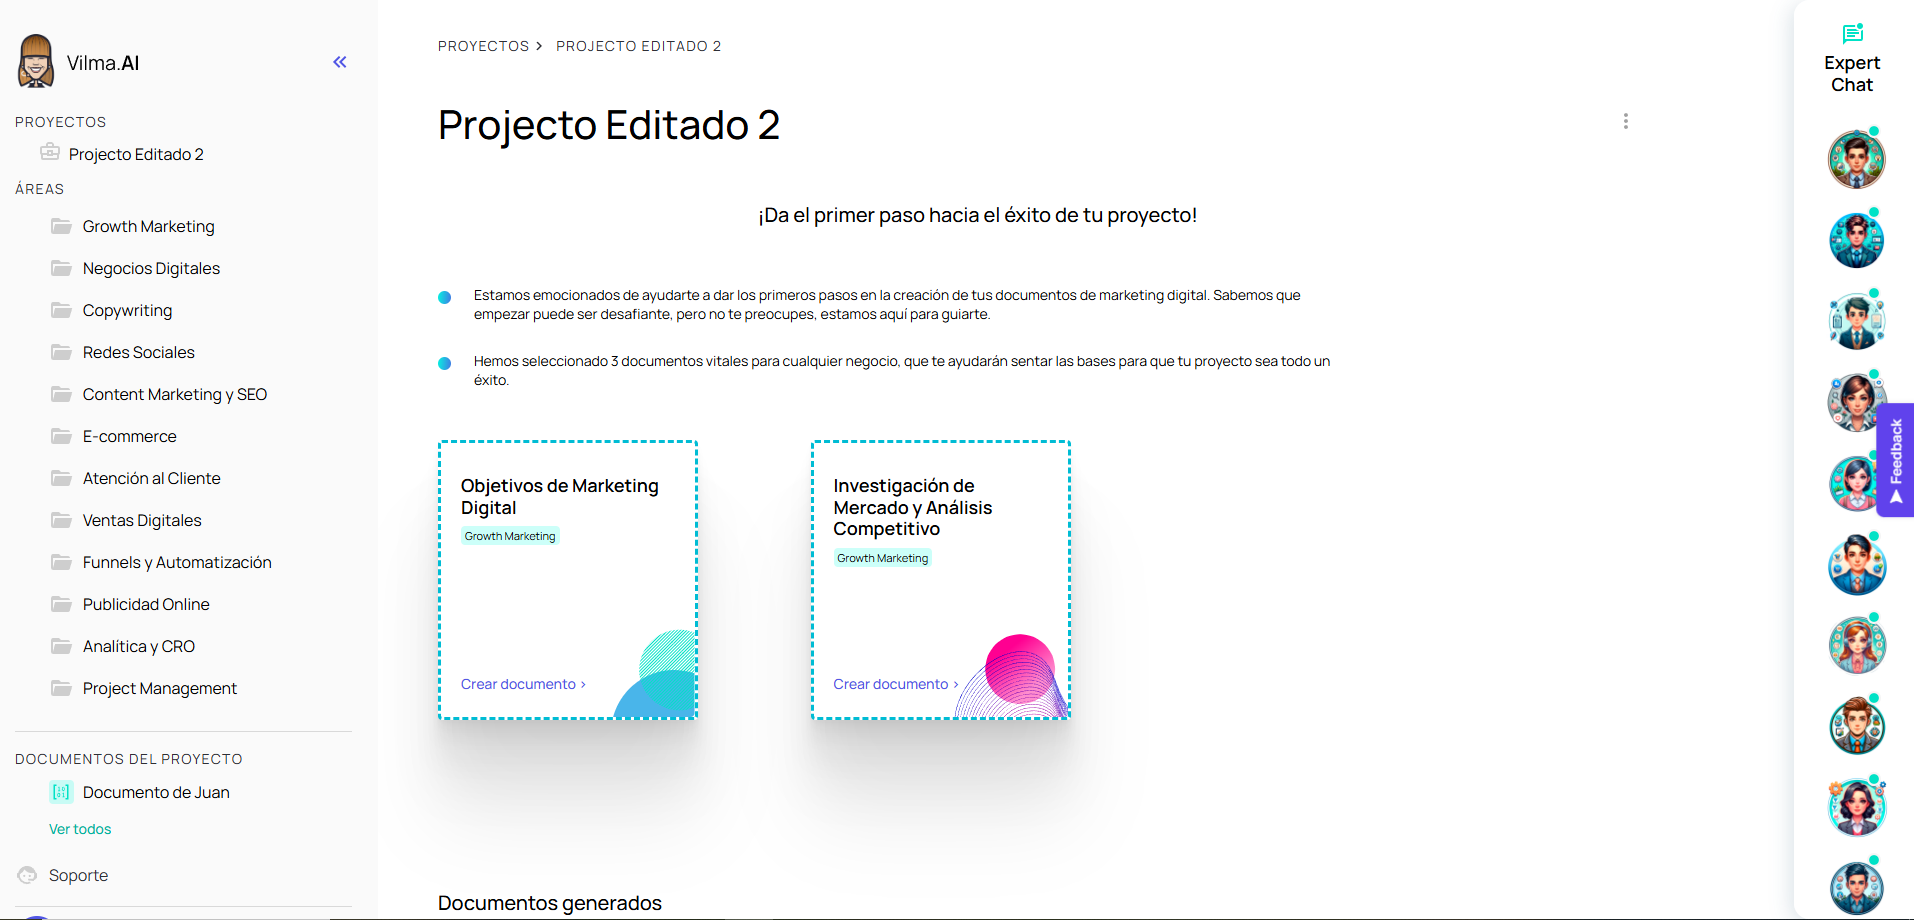 Vilma.AI
PROYECTOS
Projecto Editado 2
ÁREAS
Growth Marketing
Negocios Digitales
Copywriting
Redes Sociales
Content Marketing y SEO
E-commerce
Atención al Cliente
Ventas Digitales
Funnels y Automatización
Publicidad Online
Analítica y CRO
Project Management
DOCUMENTOS DEL PROYECTO
Documento de Juan
Ver todos
Soporte
PROYECTOS > PROJECTO EDITADO 2
Projecto Editado 2
¡Da el primer paso hacia el éxito de tu proyecto!
Estamos emocionados de ayudarte a dar los primeros pasos en la creación de tus documentos de marketing digital. Sabemos que
empezar puede ser desafiante, pero no te preocupes, estamos aquí para guiarte.
Hemos seleccionado 3 documentos vitales para cualquier negocio, que te ayudarán sentar las bases para que tu proyecto sea todo un
éxito.
Objetivos de Marketing
Digital
Growth Marketing
Crear documento >
Investigación de
Mercado y Análisis
Competitivo
Growth Marketing
Crear documento >
Documentos generados
Expert
Chat
Feedback